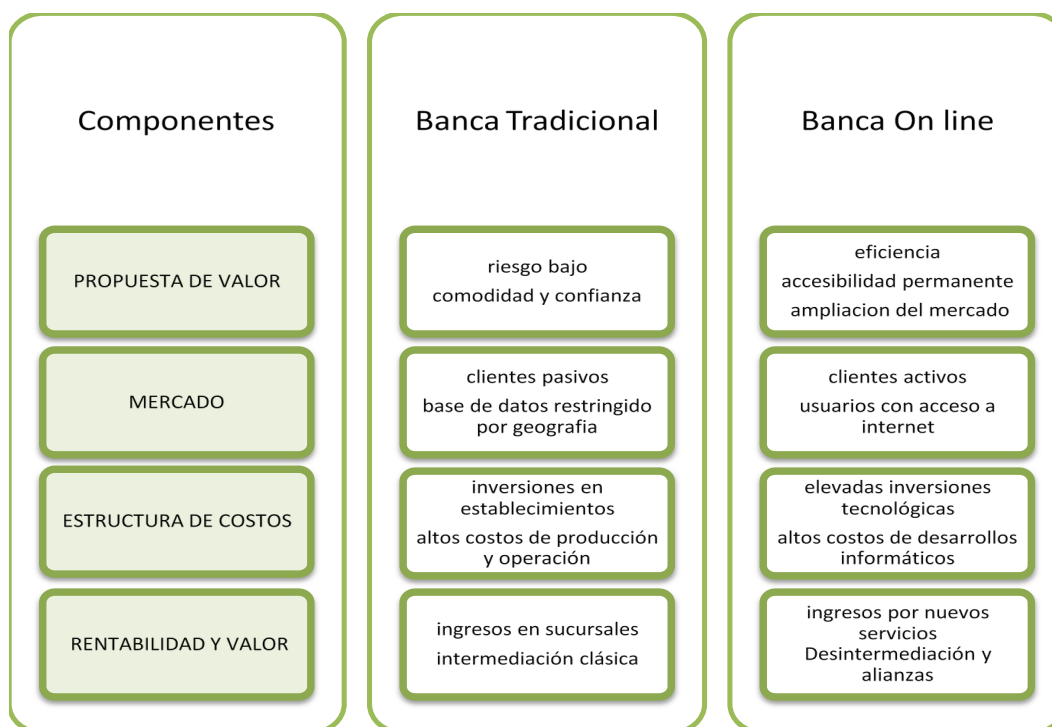 Componentes
PROPUESTA DE VALOR
MERCADO
ESTRUCTURA DE COSTOS
RENTABILIDAD Y VALOR
Banca Tradicional
riesgo bajo
comodidad y confianza
clientes pasivos
base de datos restringido
por geografia
inversiones en
establecimientos
altos costos de producción
y operación
ingresos en sucursales
intermediación clásica
Banca On line
eficiencia
accesibilidad permanente
ampliacion del mercado
clientes activos
usuarios con acceso a
internet
elevadas inversiones
tecnológicas
altos costos de desarrollos
informáticos
ingresos por nuevos
servicios
Desintermediación y
alianzas